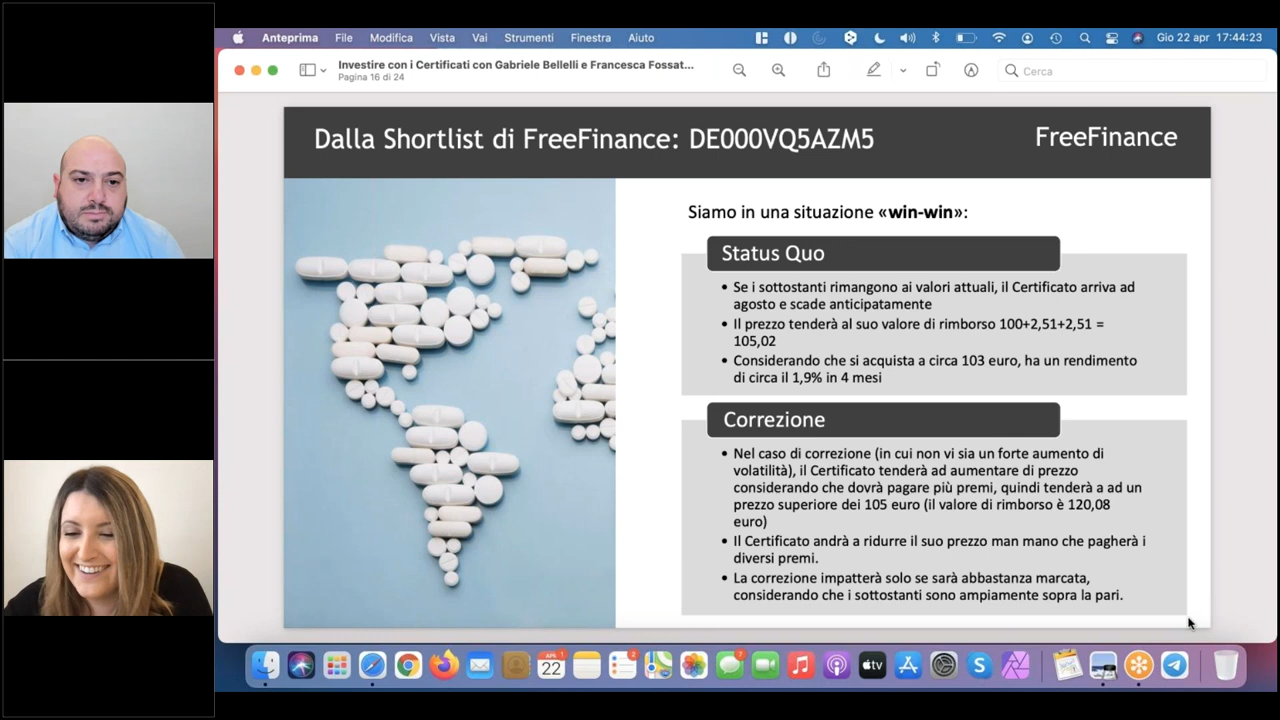 Anteprima File Modifica Vista Vai Strumenti Finestra Aiuto Gio 22 apr 17:44:23
Investire con i Certificati con Gabriele Bellelli e Francesca Fossat...
Pagina 16 di 24
Cerca
Dalla Shortlist di FreeFinance: DE000VQ5AZM5
FreeFinance
Siamo in una situazione «win-win»:
Status Quo
• Se i sottostanti rimangono ai valori attuali, il Certificato arriva ad
agosto e scade anticipatamente
• Il prezzo tenderà al suo valore di rimborso 100+2,51+2,51 =
105,02
• Considerando che si acquista a circa 103 euro, ha un rendimento
di circa il 1,9% in 4 mesi
Correzione
• Nel caso di correzione (in cui non vi sia un forte aumento di
volatilità), il Certificato tenderà ad aumentare di prezzo
considerando che dovrà pagare più premi, quindi tenderà a ad un
prezzo superiore dei 105 euro (il valore di rimborso è 120,08
euro)
• Il Certificato andrà a ridurre il suo prezzo man mano che pagherà i
diversi premi.
• La correzione impatterà solo se sarà abbastanza marcata,
considerando che i sottostanti sono ampiamente sopra la pari.
22
tv